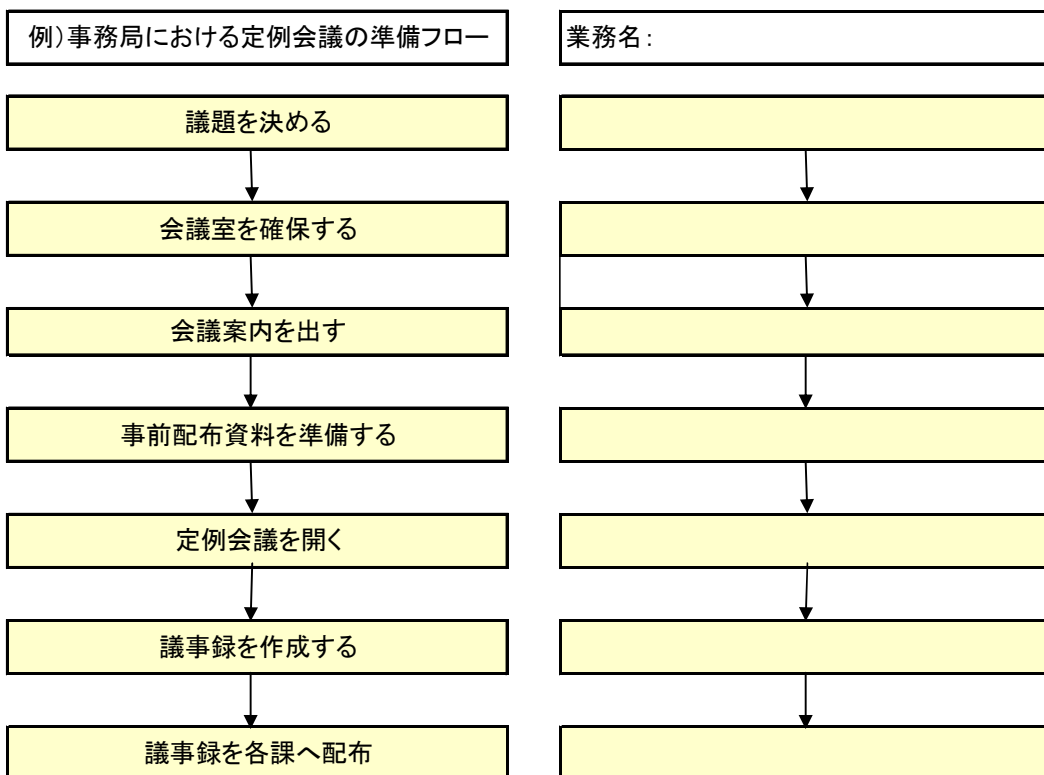 例)事務局における定例会議の準備フロー
業務名:
議題を決める
会議室を確保する
会議案内を出す
事前配布資料を準備する
定例会議を開く
議事録を作成する
議事録を各課へ配布